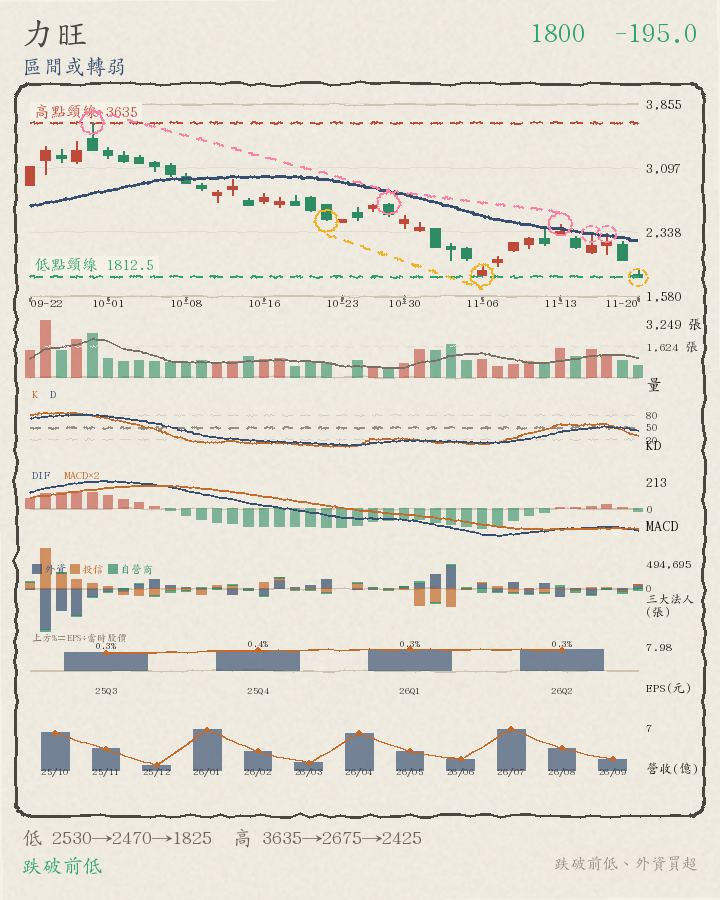 力旺
1800 -195.0
區間或轉弱
高點頸線 3635
3,855
3,097
2,338
低點頸線 1812.5
1,580
09-22 10-01 10-08 10-16 10-23 10-30 11-06 11-13 11-20
3,249 張
1,624 張
量
K D
80
50
20
KD
DIF MACD×2
213
0
MACD
外資 投信 自營商
494,695
0
三大法人
(張)
上方%=EPS÷當時股價
0.3% 0.4% 0.3% 0.3%
7.98
25Q3 25Q4 26Q1 26Q2
EPS(元)
7
25/10 25/11 25/12 26/01 26/02 26/03 26/04 26/05 26/06 26/07 26/08 26/09
營收(億)
低 2530→2470→1825 高 3635→2675→2425
跌破前低
跌破前低、外資買超